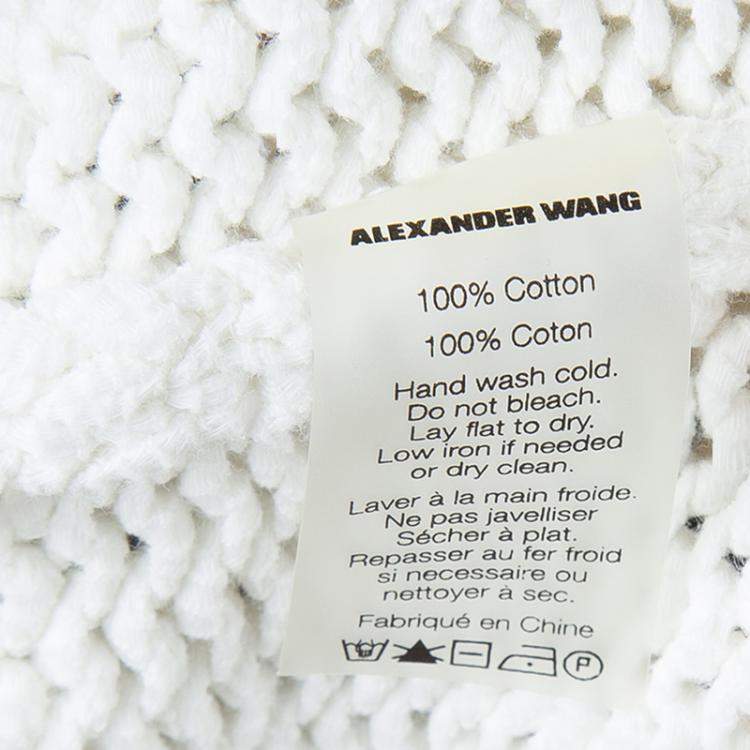 ALEXANDER WANG
100% Cotton
100% Coton
Hand wash cold.
Do not bleach.
Lay flat to dry.
Low iron if needed
or dry clean.
Laver à la main froide.
Ne pas javelliser
Sécher à plat.
Repasser au fer froid
si necessaire ou
nettoyer à sec.
Fabriqué en Chine
P